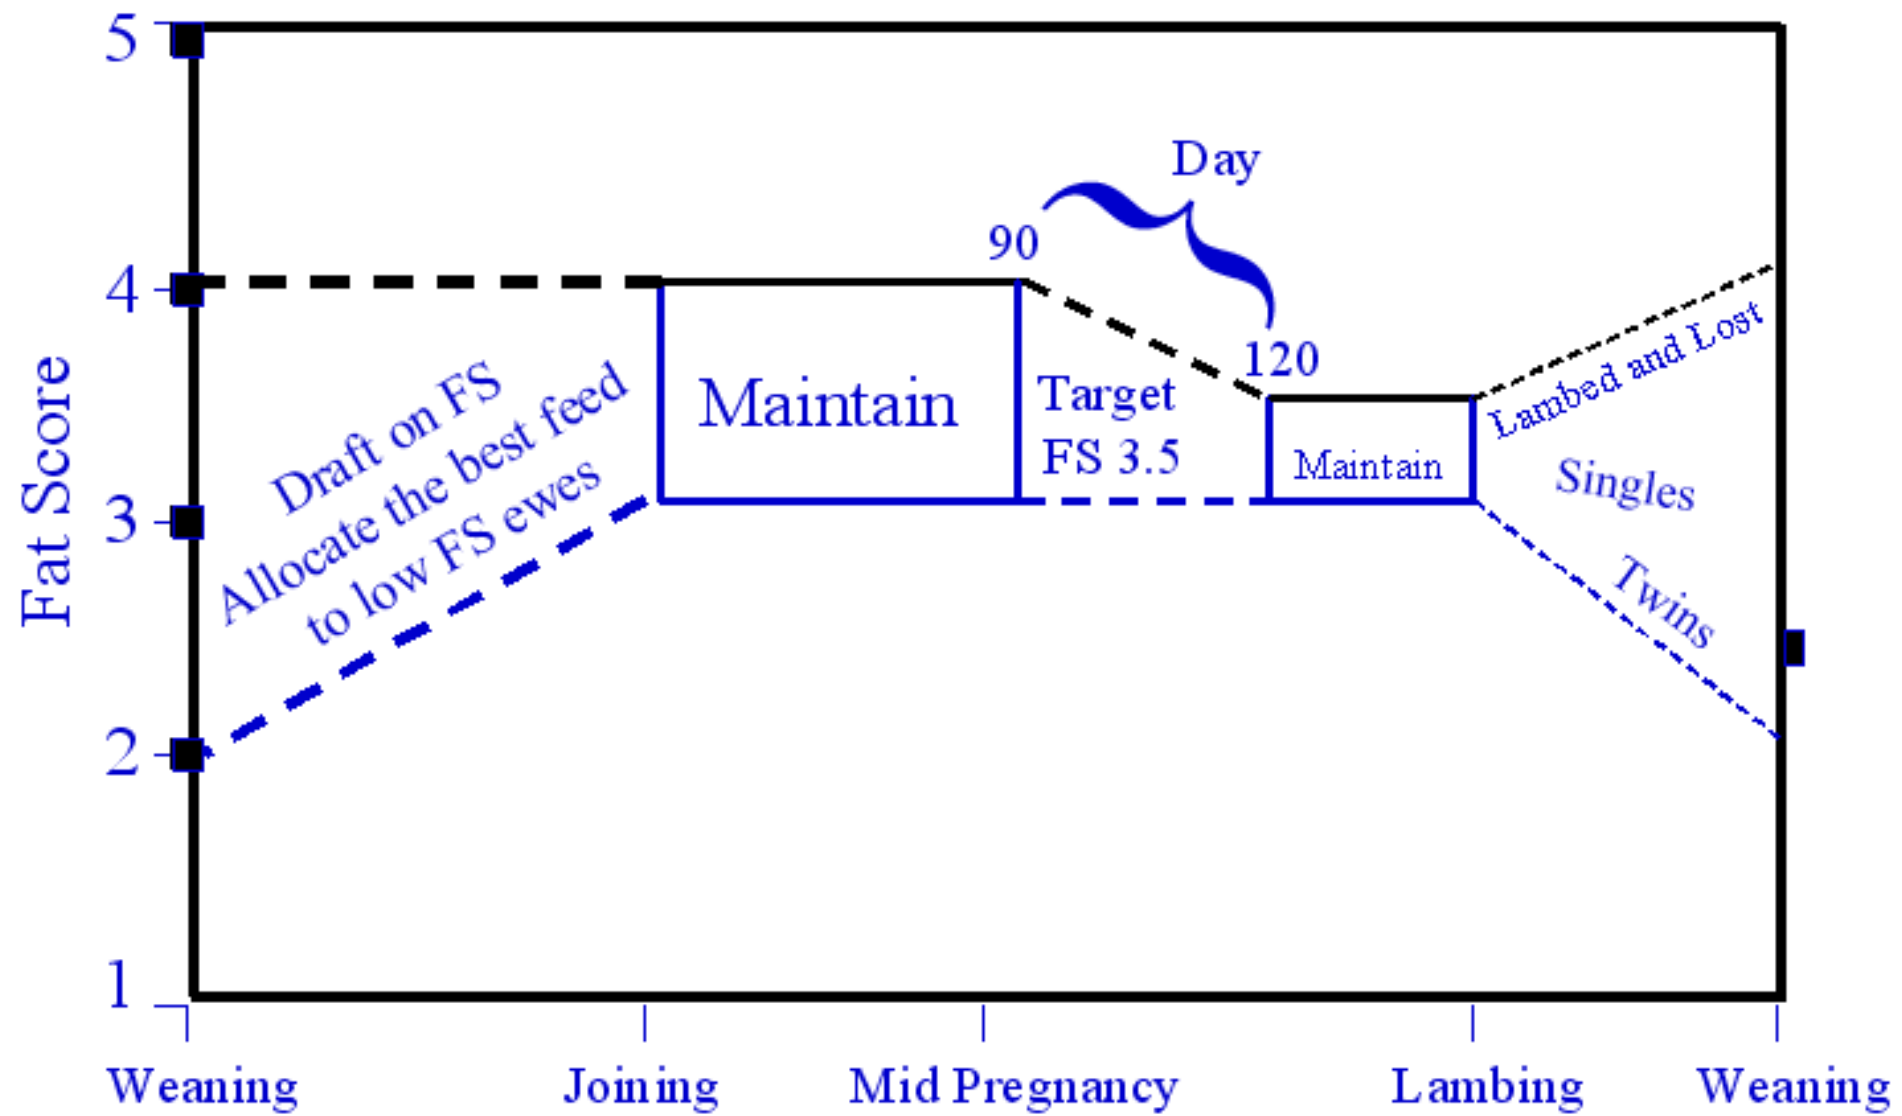 5
Day
90
4
120
Lambed and Lost
Draft on FS
Allocate the best feed
to low FS ewes
Maintain
Target
FS 3.5
Maintain
Singles
Twins
Fat Score
3
2
1
Weaning
Joining
Mid Pregnancy
Lambing
Weaning